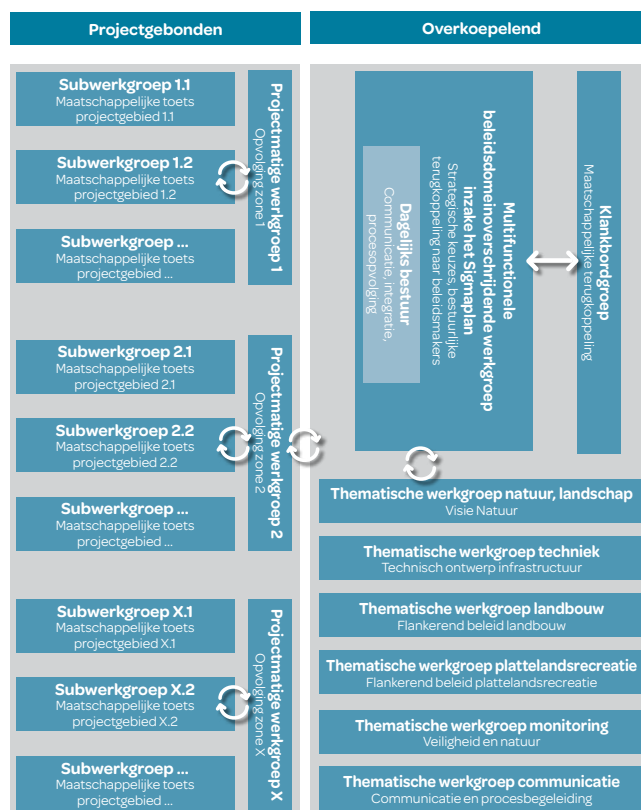 Projectgebonden
Subwerkgroep 1.1
Maatschappelijke toets
projectgebied 1.1
Subwerkgroep 1.2
Maatschappelijke toets
projectgebied 1.2
Subwerkgroep ...
Maatschappelijke toets
projectgebied ...
Projectmatige werkgroep 1
Opvolging zone 1
Subwerkgroep 2.1
Maatschappelijke toets
projectgebied 2.1
Subwerkgroep 2.2
Maatschappelijke toets
projectgebied 2.2
Subwerkgroep ...
Maatschappelijke toets
projectgebied ...
Projectmatige werkgroep 2
Opvolging zone 2
Subwerkgroep X.1
Maatschappelijke toets
projectgebied X.1
Subwerkgroep X.2
Maatschappelijke toets
projectgebied X.2
Subwerkgroep ...
Maatschappelijke toets
projectgebied ...
Projectmatige werkgroep X
Opvolging zone X
Overkoepelend
Multifunctionele
beleidsdomeinoverschrijdende werkgroep
inzake het Sigmaplan
Strategische keuzes, bestuurlijke
terugkoppeling naar beleidsmakers
Dagelijks bestuur
Communicatie, integratie,
procesopvolging
Klankbordgroep
Maatschappelijke terugkoppeling
Thematische werkgroep natuur, landschap
Visie Natuur
Thematische werkgroep techniek
Technisch ontwerp infrastructuur
Thematische werkgroep landbouw
Flankerend beleid landbouw
Thematische werkgroep plattelandsrecreatie
Flankerend beleid plattelandsrecreatie
Thematische werkgroep monitoring
Veiligheid en natuur
Thematische werkgroep communicatie
Communicatie en procesbegeleiding